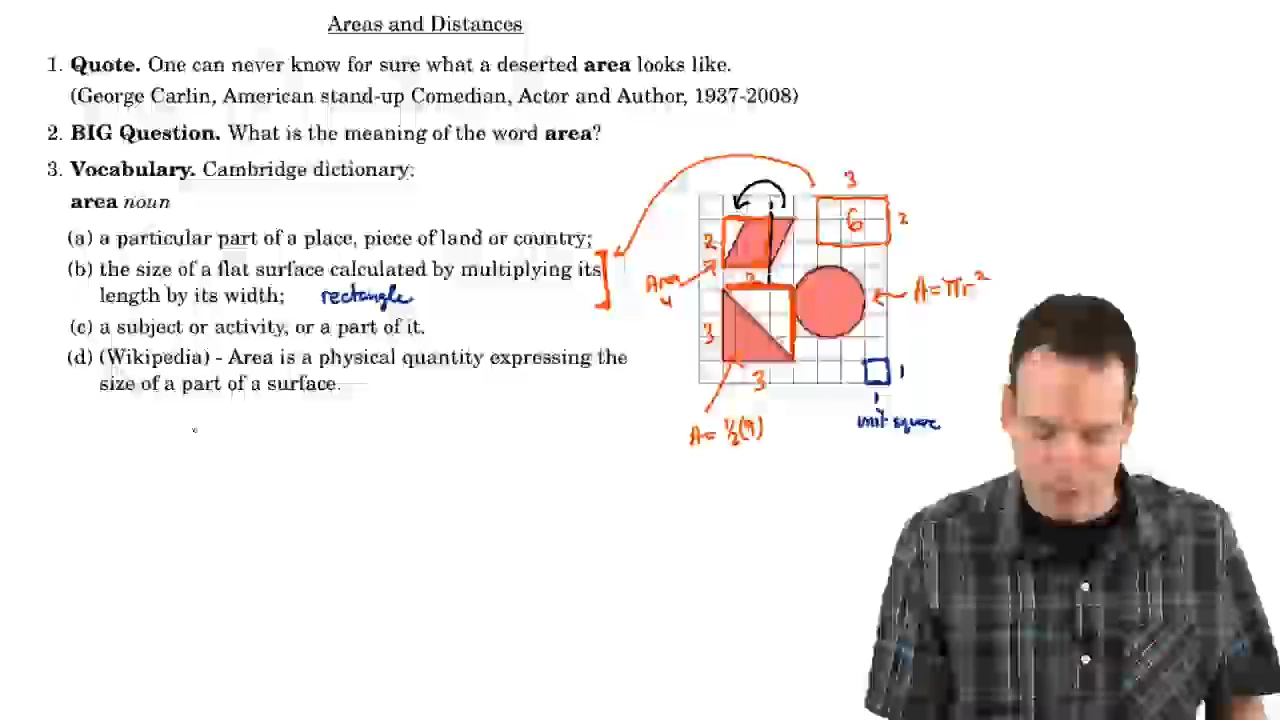 Areas and Distances
1. Quote. One can never know for sure what a deserted area looks like.
(George Carlin, American stand-up Comedian, Actor and Author, 1937-2008)
2. BIG Question. What is the meaning of the word area?
3. Vocabulary. Cambridge dictionary:
area noun
(a) a particular part of a place, piece of land or country;
(b) the size of a flat surface calculated by multiplying its
length by its width; rectangle
(c) a subject or activity, or a part of it.
(d) (Wikipedia) - Area is a physical quantity expressing the
size of a part of a surface.
3
6 2
2
Area
4
2
A=πr²
3
3
1
1
unit square
A=½(9)